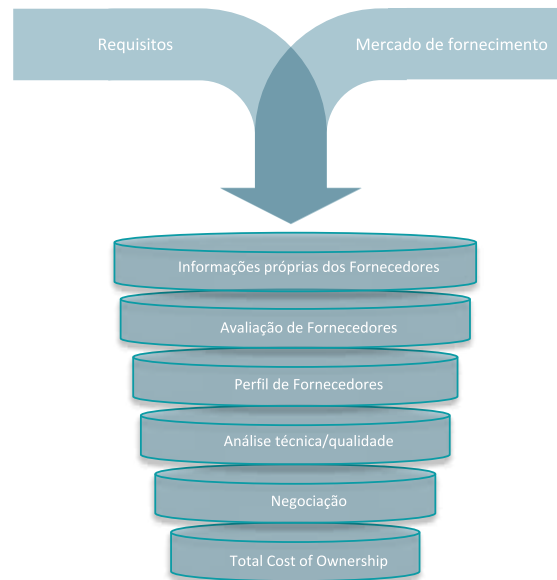 Requisitos
Mercado de fornecimento
Informações próprias dos Fornecedores
Avaliação de Fornecedores
Perfil de Fornecedores
Análise técnica/qualidade
Negociação
Total Cost of Ownership